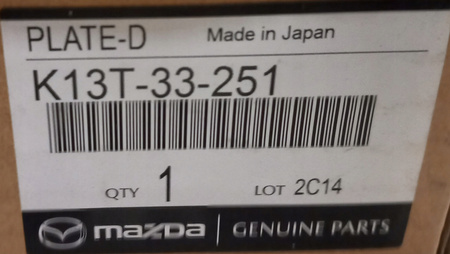 PLATE-D Made in Japan
K13T-33-251
QTY 1 LOT 2C14
mazda GENUINE PARTS